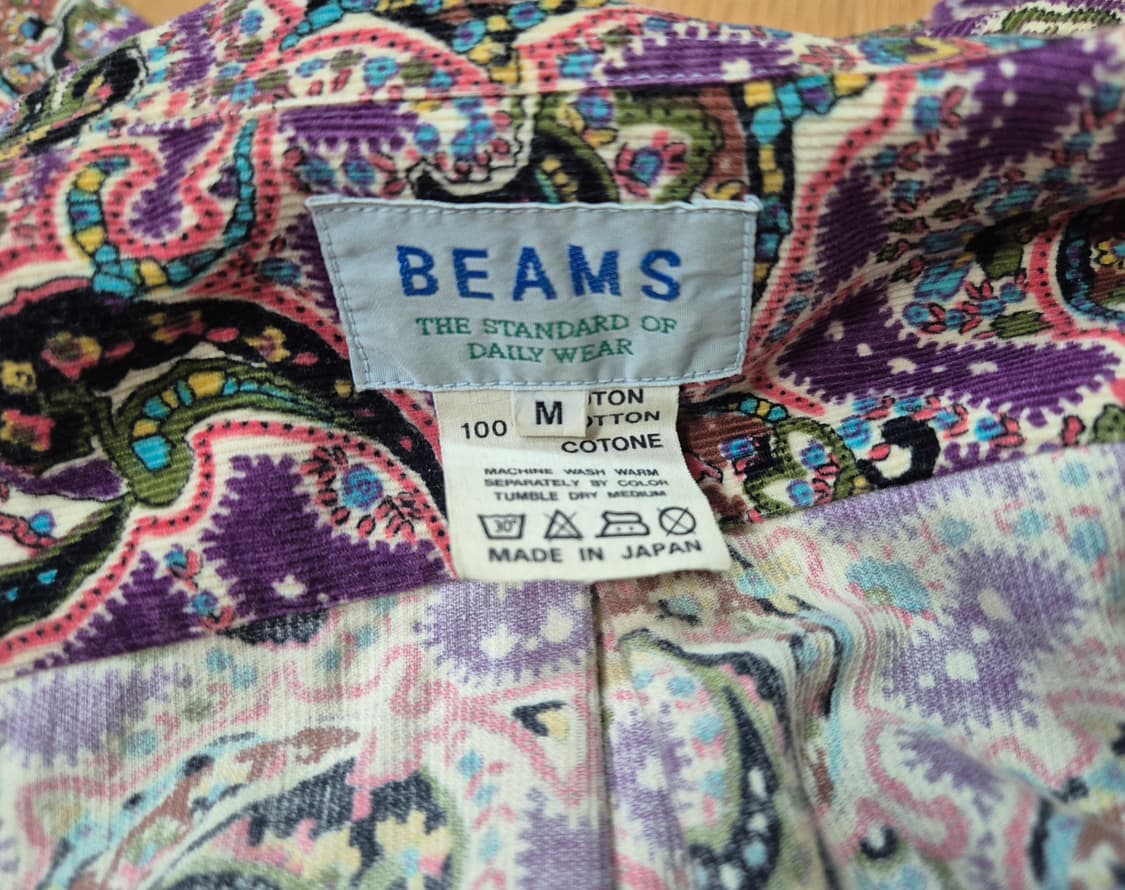 BEAMS
THE STANDARD OF
DAILY WEAR
M
100
COTONE
MACHINE WASH WARM
SEPARATELY BY COLOR
TUMBLE DRY MEDIUM
30°
MADE IN JAPAN